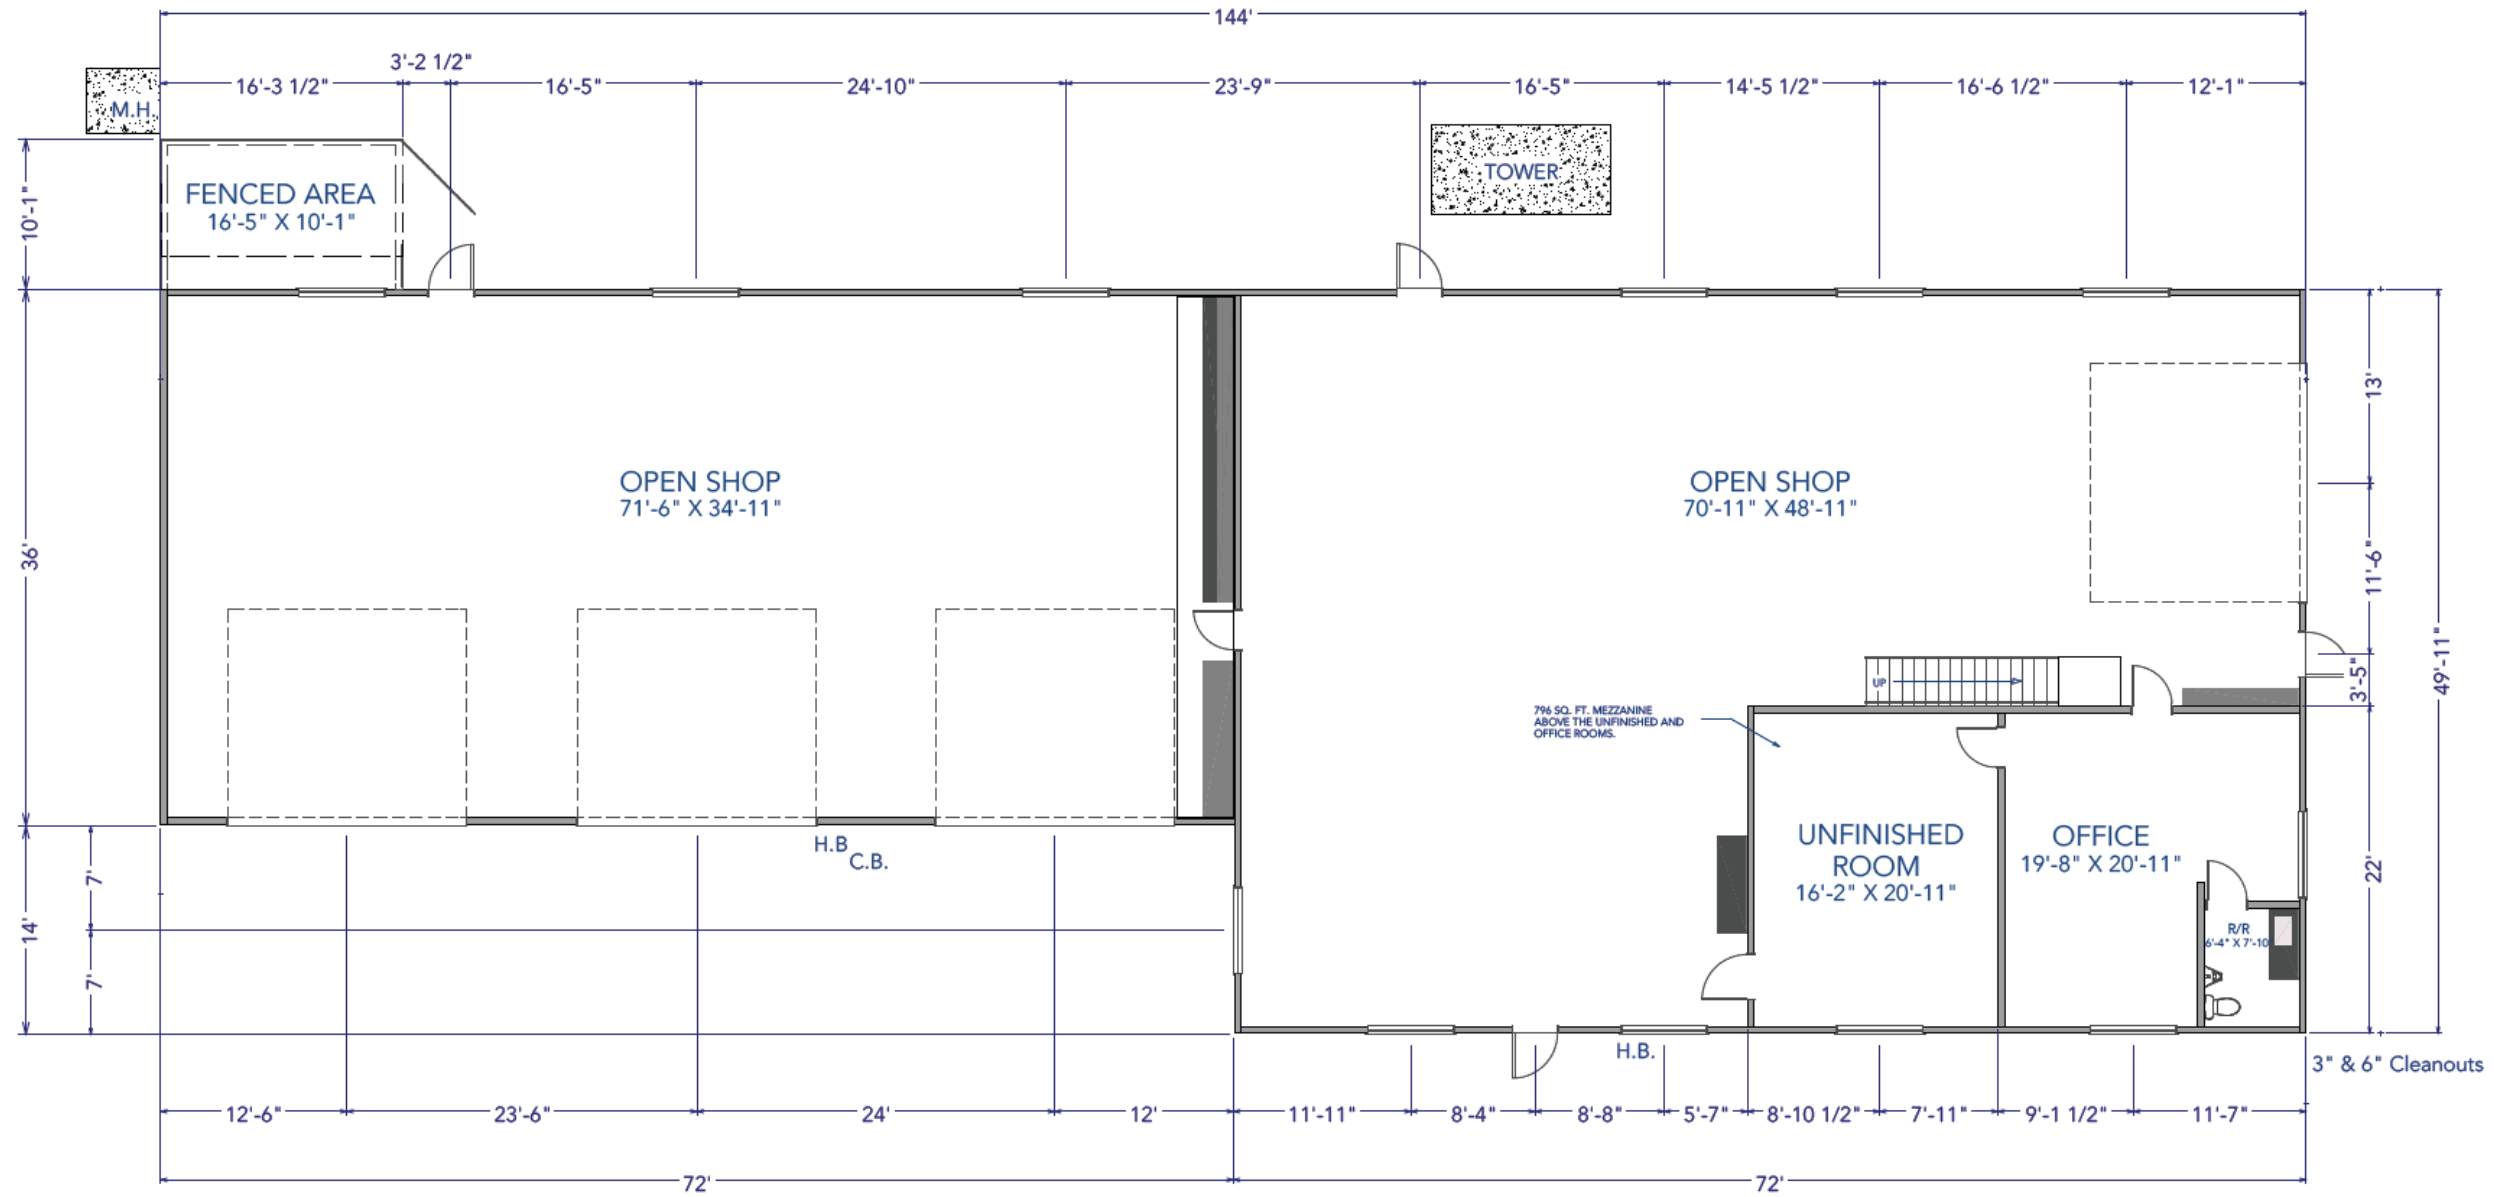 144'
3'-2 1/2"
16'-3 1/2"
16'-5"
24'-10"
23'-9"
16'-5"
14'-5 1/2"
16'-6 1/2"
12'-1"
M.H.
TOWER
10'-1"
FENCED AREA
16'-5" X 10'-1"
13'
OPEN SHOP
71'-6" X 34'-11"
OPEN SHOP
70'-11" X 48'-11"
36'
11'-6"
49'-11"
3'-5"
UP
796 SQ. FT. MEZZANINE
ABOVE THE UNFINISHED AND
OFFICE ROOMS.
H.B
C.B.
UNFINISHED
ROOM
16'-2" X 20'-11"
OFFICE
19'-8" X 20'-11"
22'
7'
14'
7'
R/R
6'-4" X 7'-10
H.B.
3" & 6" Cleanouts
12'-6"
23'-6"
24'
12'
11'-11"
8'-4"
8'-8"
5'-7"
8'-10 1/2"
7'-11"
9'-1 1/2"
11'-7"
72'
72'